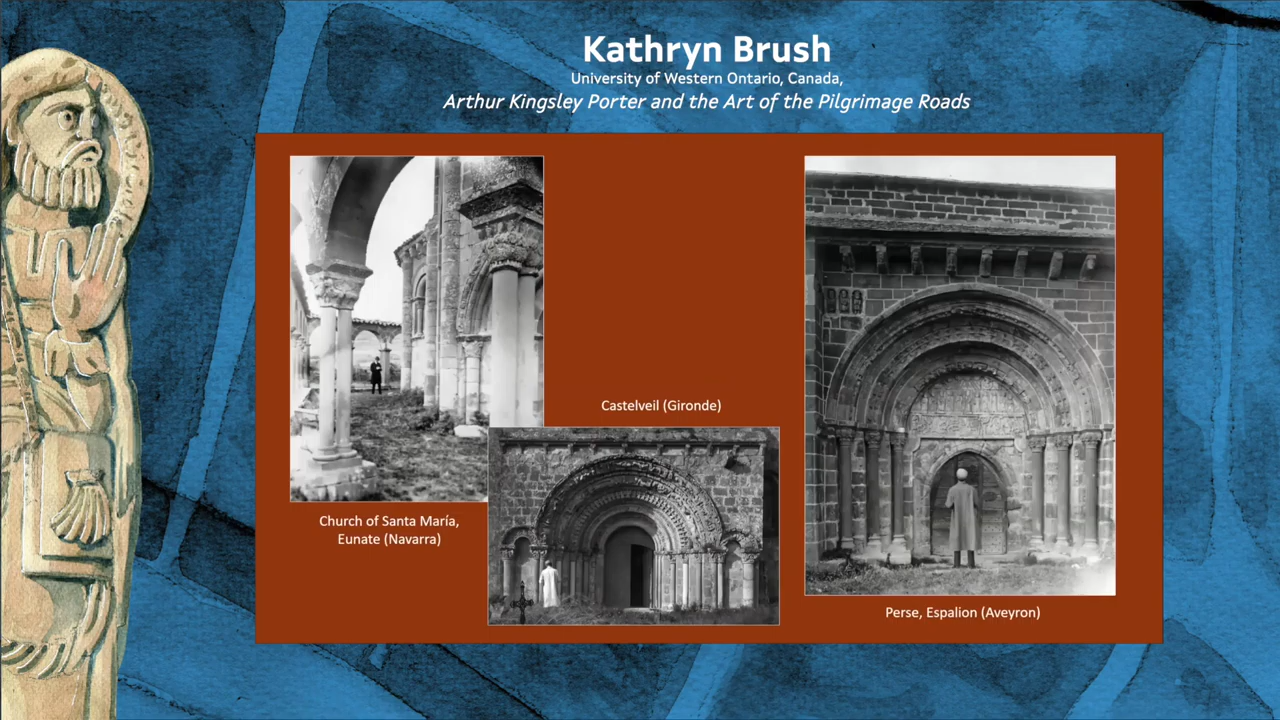 Kathryn Brush
University of Western Ontario, Canada,
Arthur Kingsley Porter and the Art of the Pilgrimage Roads
Castelveil (Gironde)
Church of Santa María,
Eunate (Navarra)
Perse, Espalion (Aveyron)